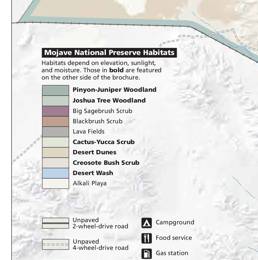 Mojave National Preserve Habitats
Habitats depend on elevation, sunlight,
and moisture. Those in bold are featured
on the other side of the brochure.
Pinyon-Juniper Woodland
Joshua Tree Woodland
Big Sagebrush Scrub
Blackbrush Scrub
Lava Fields
Cactus-Yucca Scrub
Desert Dunes
Creosote Bush Scrub
Desert Wash
Alkali Playa
Unpaved
2-wheel-drive road
Unpaved
4-wheel-drive road
Campground
Food service
Gas station